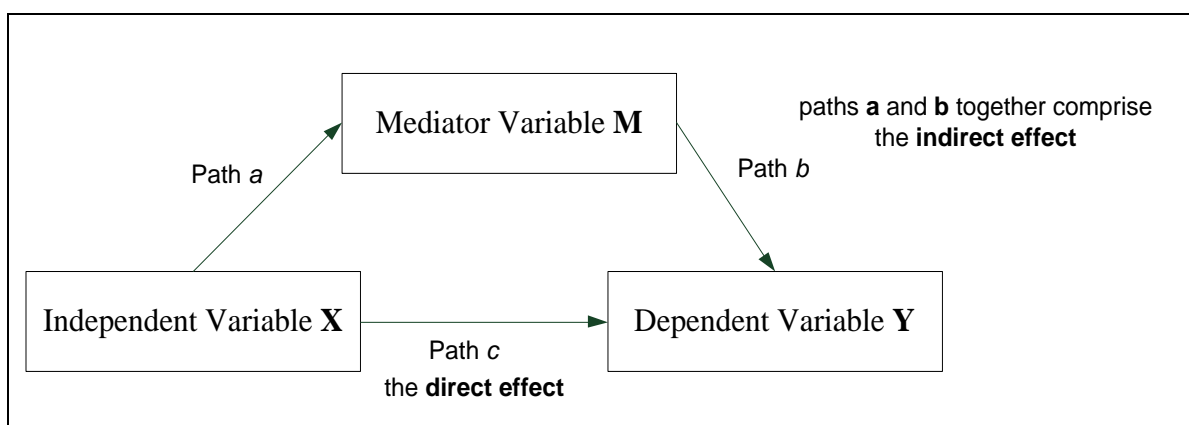 Mediator Variable M
paths a and b together comprise
the indirect effect
Path a
Path b
Independent Variable X
Dependent Variable Y
Path c
the direct effect